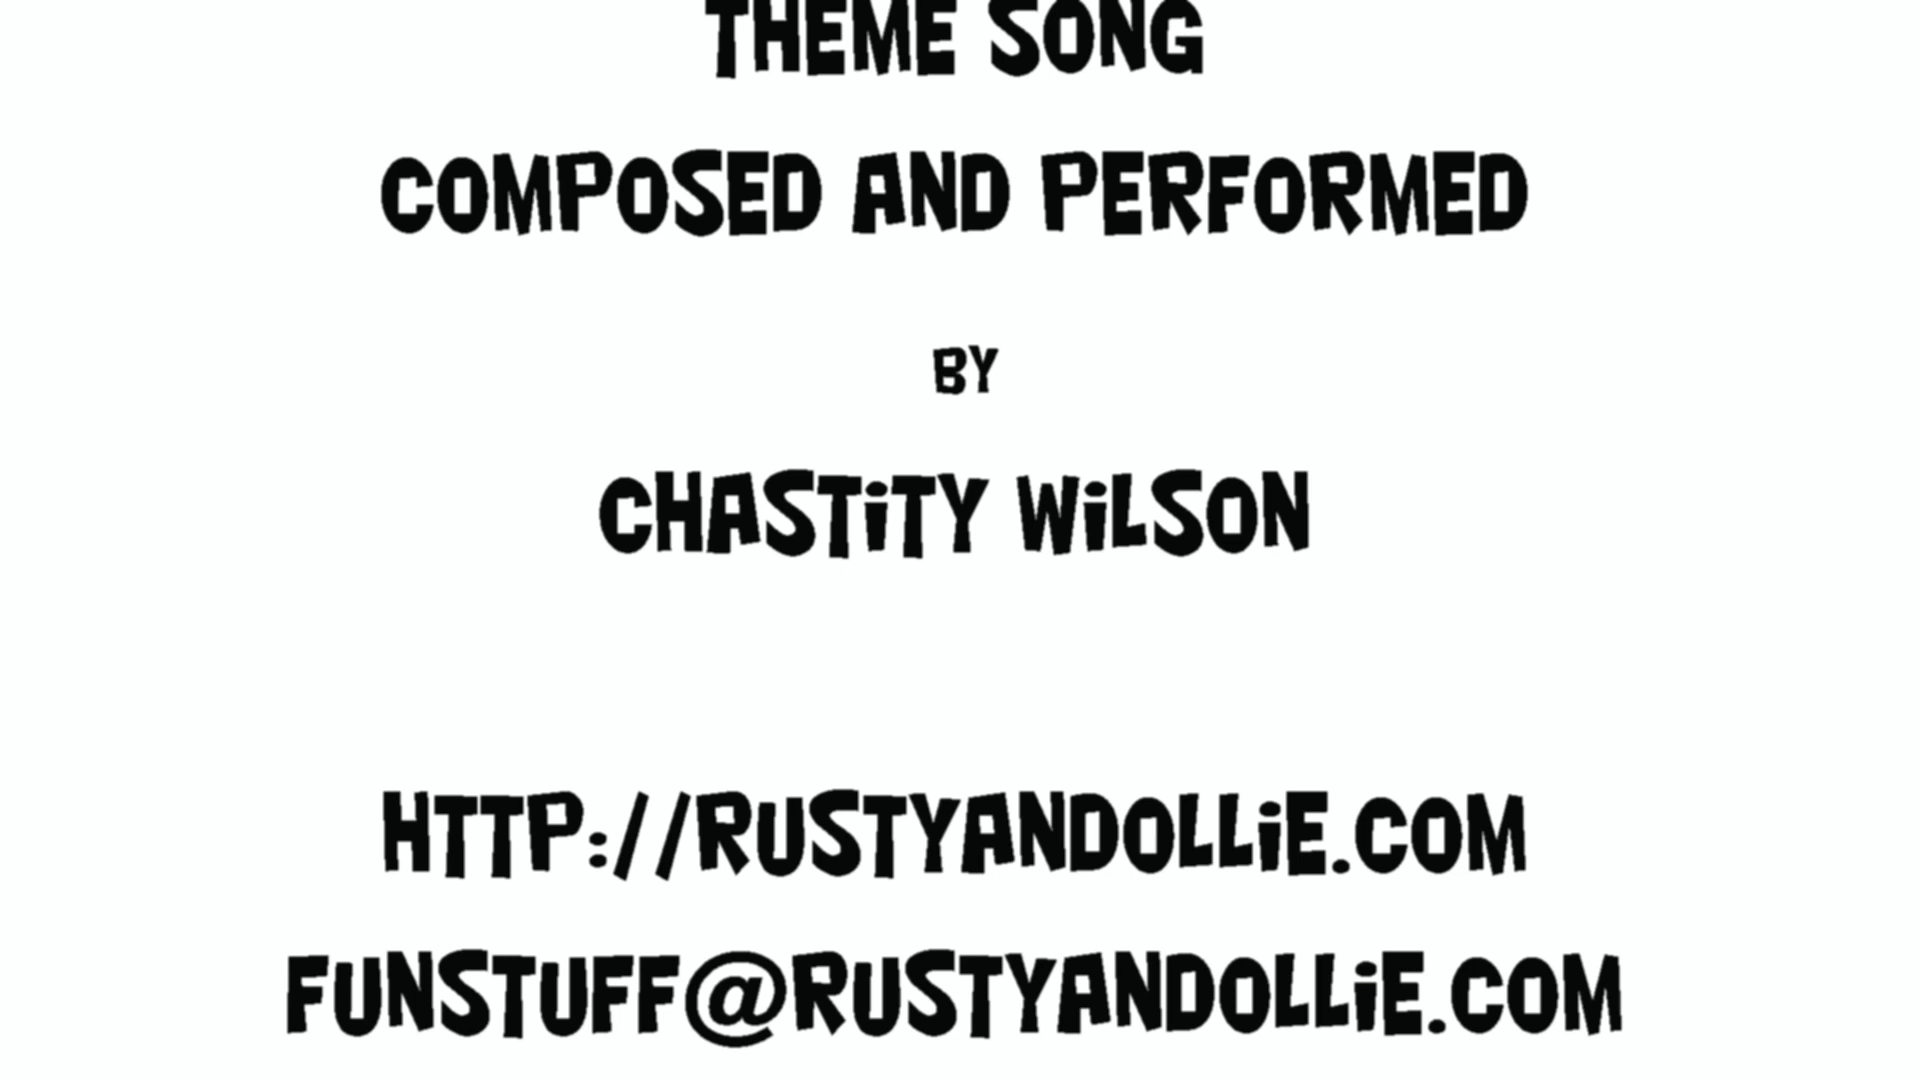 THEME SONG
COMPOSED AND PERFORMED
BY
CHASTiTY WiLSON
HTTP://RUSTYANDOLLiE.COM
FUNSTUFF@RUSTYANDOLLiE.COM